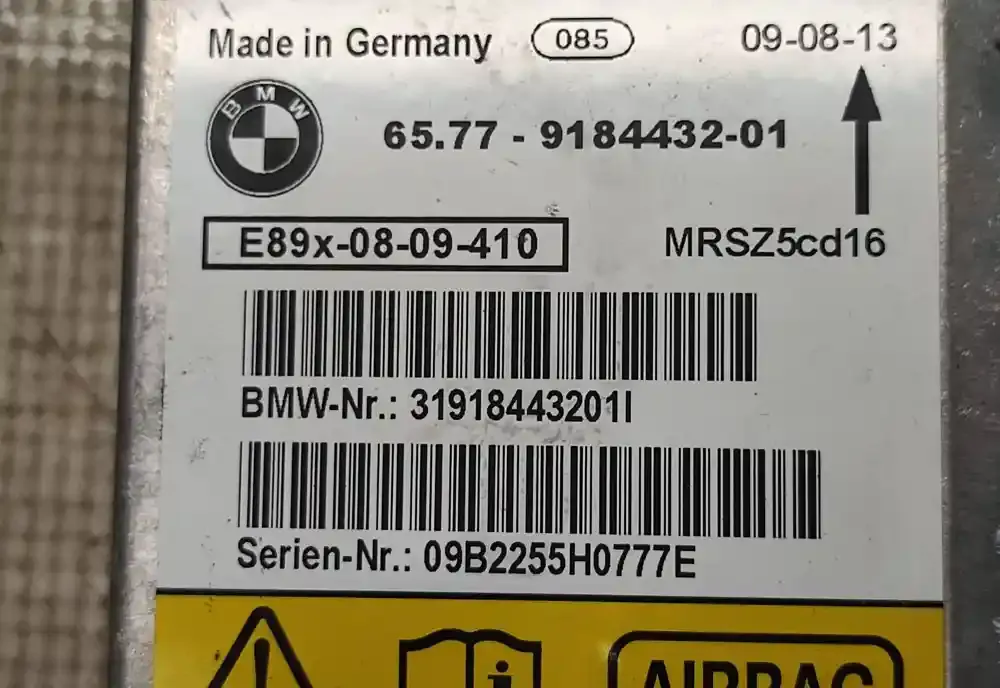 Made in Germany 085 09-08-13
BMW
65.77 - 9184432-01
E89x-08-09-410 MRSZ5cd16
BMW-Nr.: 31918443201I
Serien-Nr.: 09B2255H0777E
! i AIRBAG